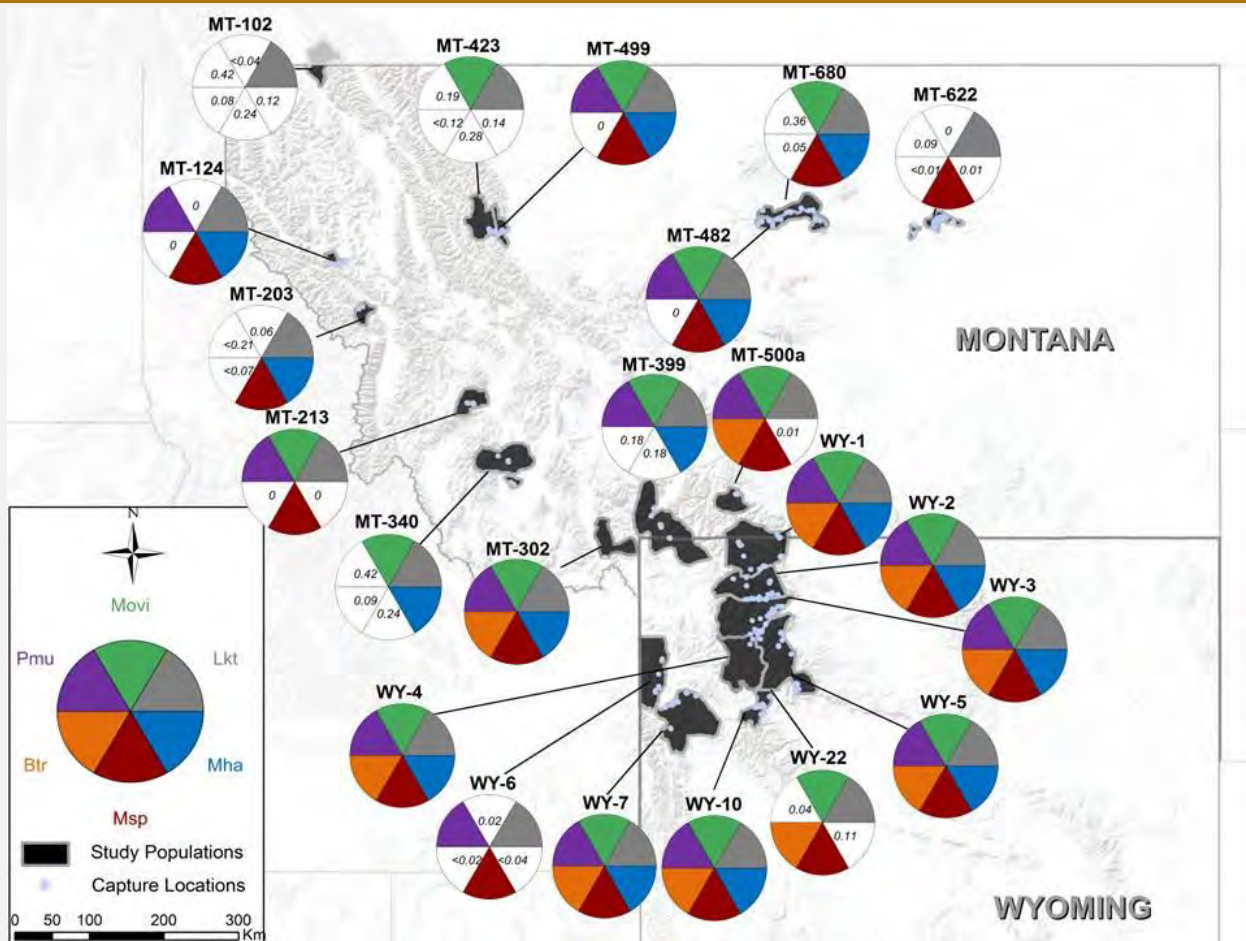 MT-102
<0.04
0.42
0.08
0.12
0.24
MT-423
0.19
<0.12
0.14
0.28
MT-499
0
MT-680
0.36
0.05
MT-622
0
0.09
<0.01
0.01
MT-124
0
0
MT-482
0
MT-203
0.06
<0.21
<0.07
MONTANA
MT-399
0.18
0.18
MT-500a
0.01
MT-213
0
0
WY-1
WY-2
MT-340
0.42
0.09
0.24
MT-302
WY-3
N
Movi
Pmu
Lkt
Btr
Mha
Msp
Study Populations
Capture Locations
0 50 100 200 300
Km
WY-4
WY-6
0.02
<0.02
<0.04
WY-7
WY-10
WY-22
0.04
0.11
WY-5
WYOMING